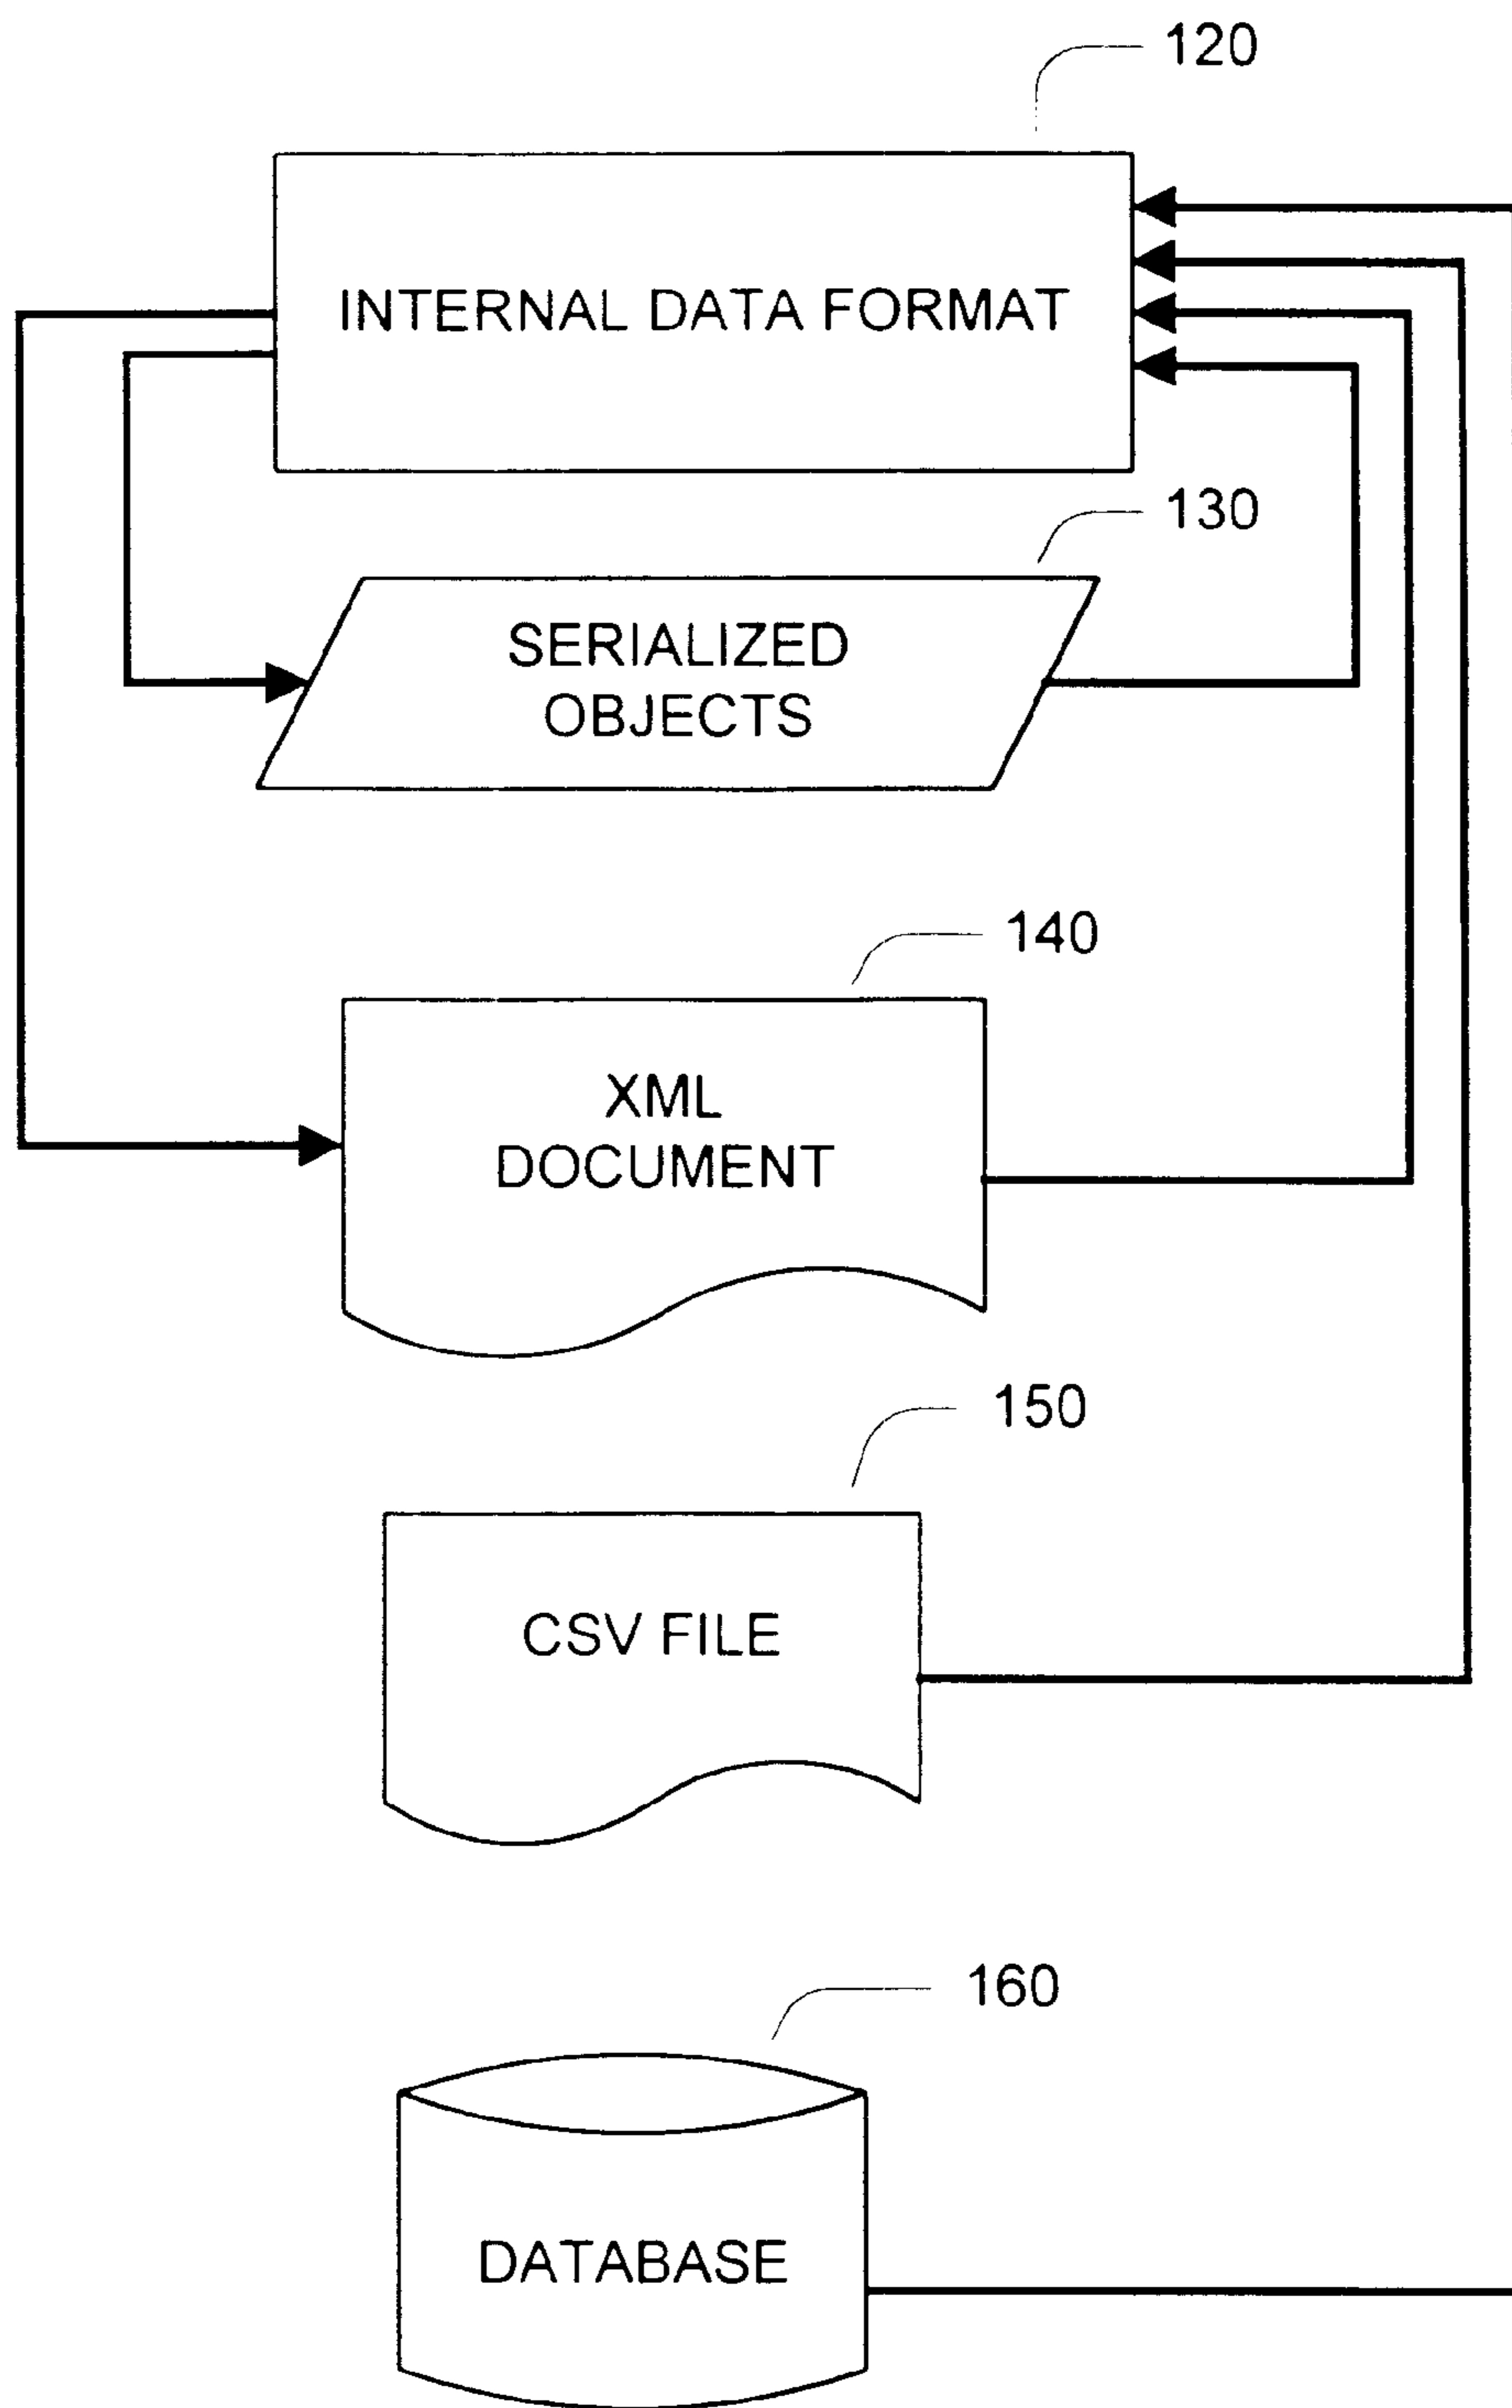 120
INTERNAL DATA FORMAT
130
SERIALIZED
OBJECTS
140
XML
DOCUMENT
150
CSV FILE
160
DATABASE